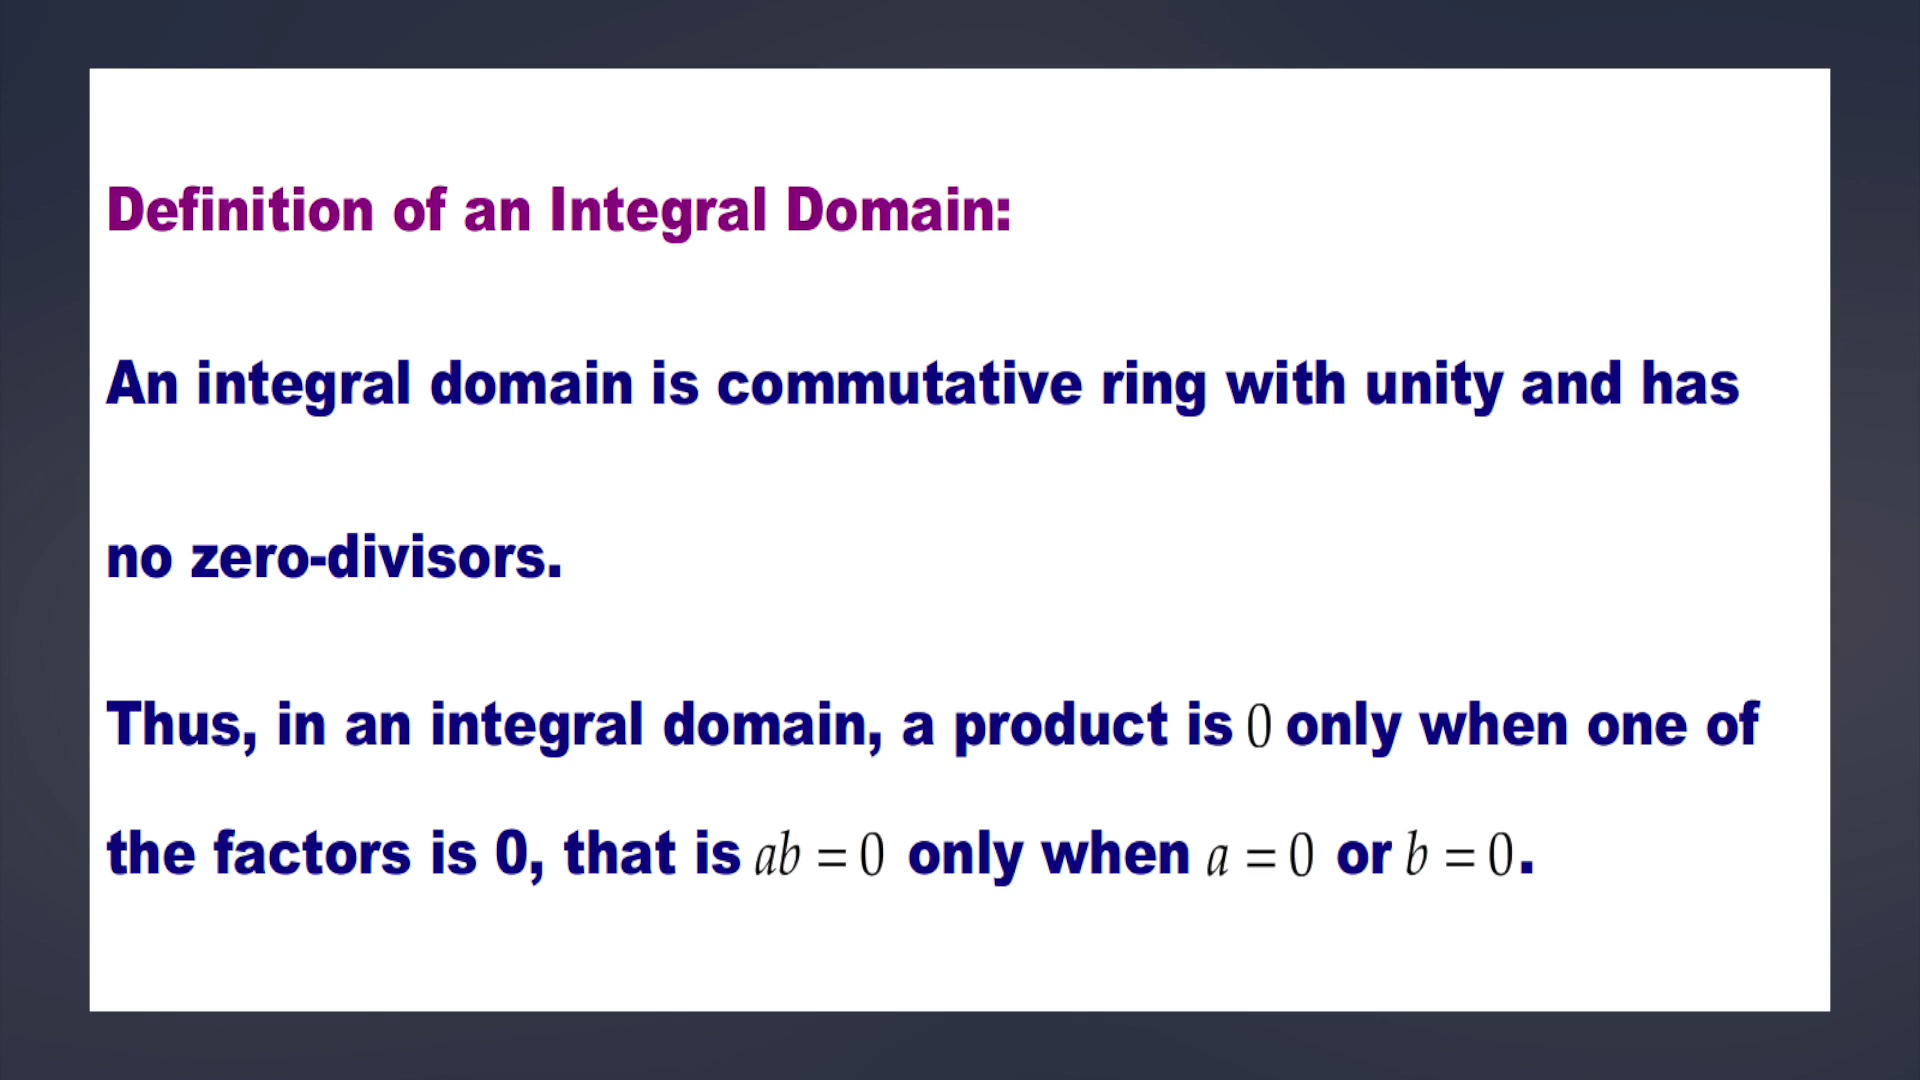 Definition of an Integral Domain:
An integral domain is commutative ring with unity and has
no zero-divisors.
Thus, in an integral domain, a product is 0 only when one of
the factors is 0, that is ab = 0 only when a = 0 or b = 0.